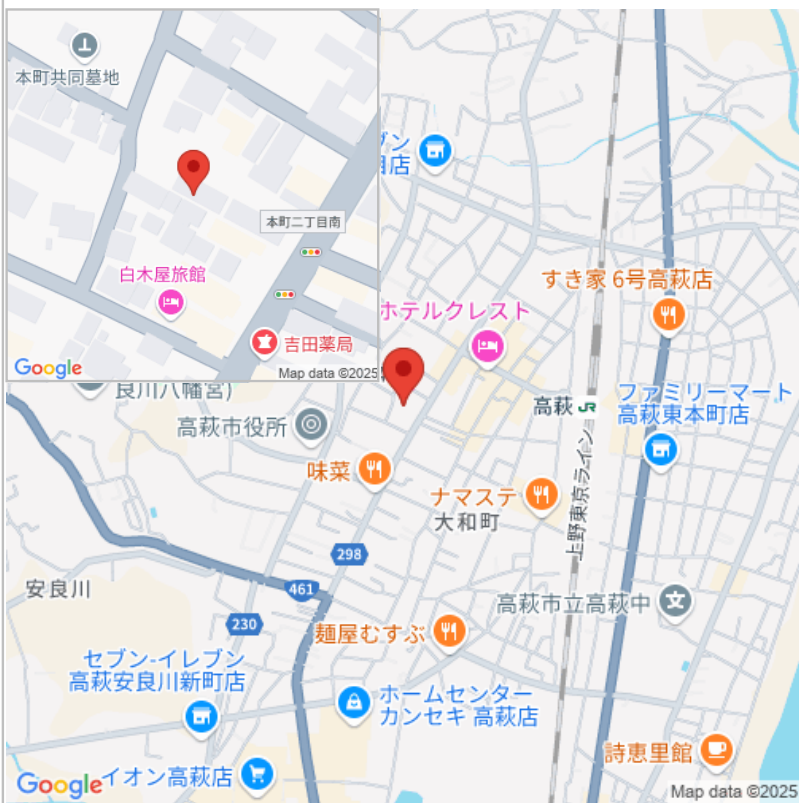 本町共同墓地
本町二丁目南
白木屋旅館
吉田薬局
Google
Map data ©2025
目店
すき家 6号高萩店
ホテルクレスト
良川八幡宮)
高萩市役所
高萩
JR
ファミリーマート
高萩東本町店
味菜
ナマステ
大和町
上野東京ライン
298
461
安良川
230
高萩市立高萩中
麺屋むすぶ
セブン-イレブン
高萩安良川新町店
ホームセンター
カンセキ 高萩店
詩恵里館
イオン高萩店
Google
Map data ©2025